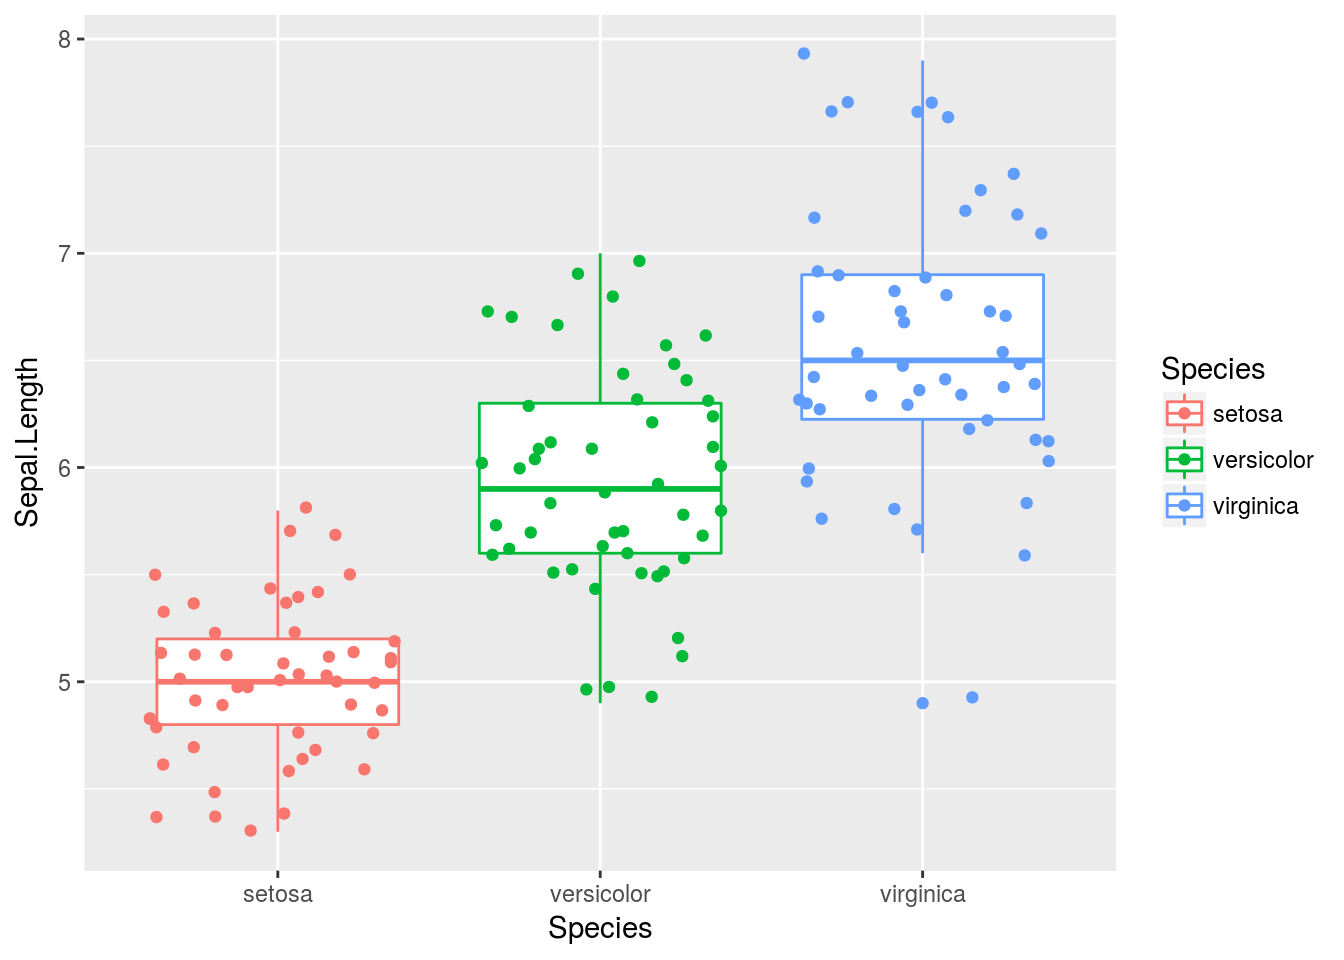 8
7
6
5
Sepal.Length
setosa
versicolor
virginica
Species
Species
setosa
versicolor
virginica